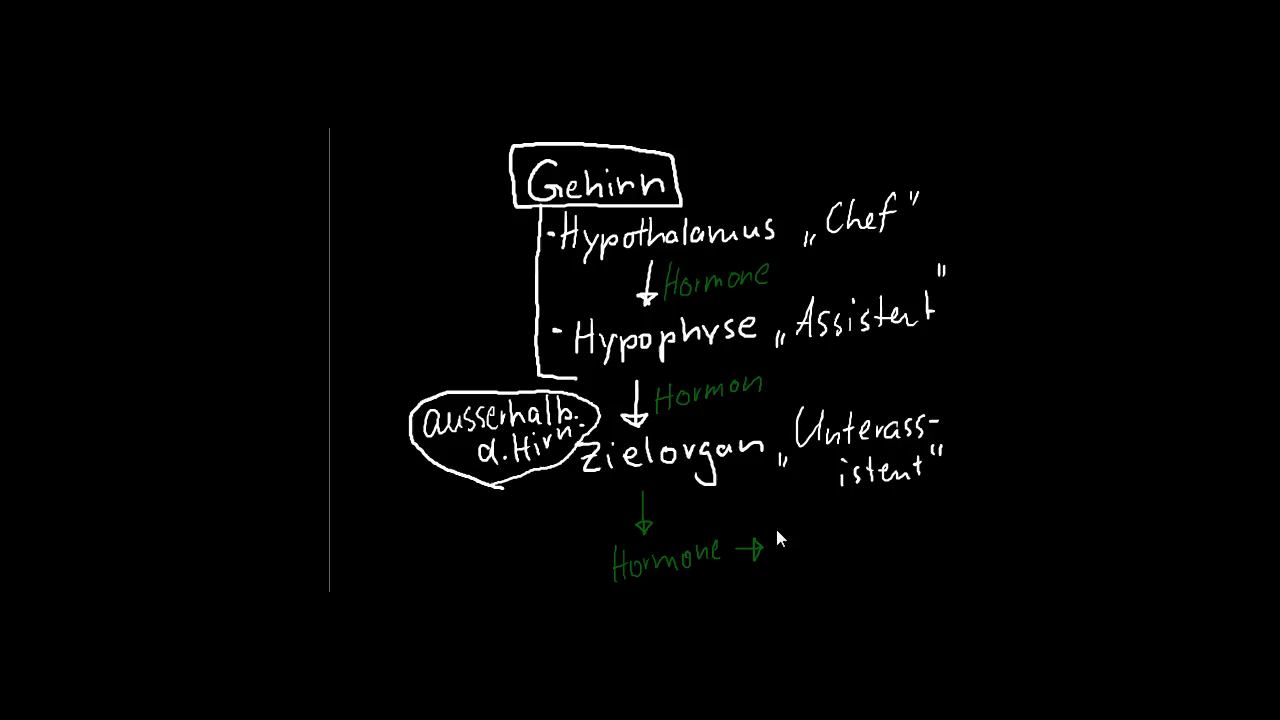 Gehirn
· Hypothalamus „Chef"
Hormone
· Hypophyse „Assistent"
Hormon
ausserhalb.
d. Hirn.
Zielorgan „Unterass-
istent"
Hormone →